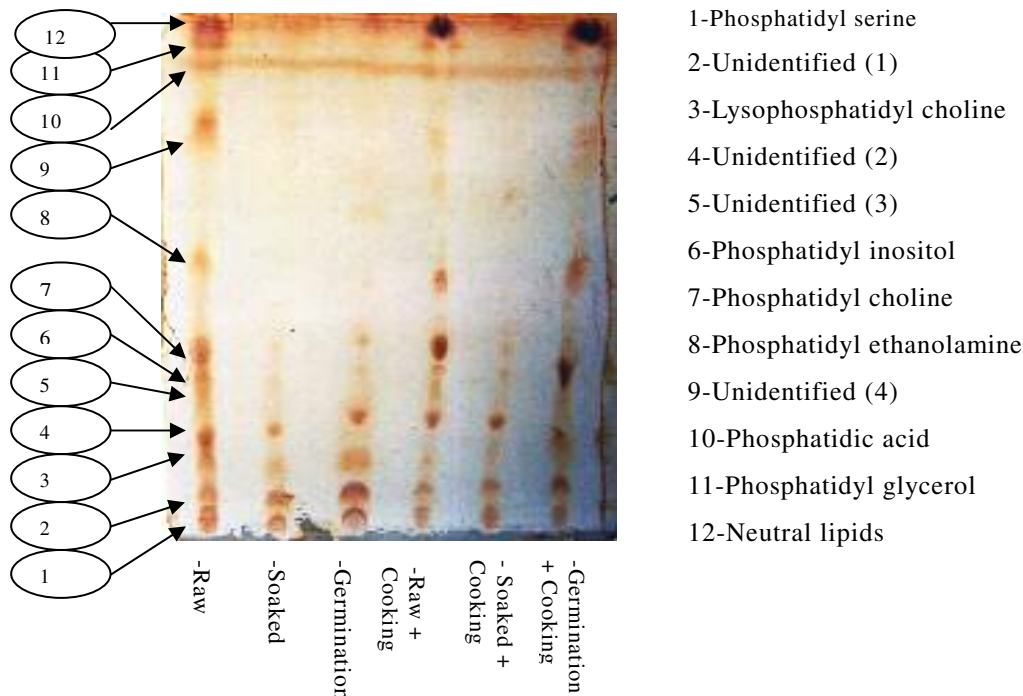 12
11
10
9
8
7
6
5
4
3
2
1
1-Phosphatidyl serine
2-Unidentified (1)
3-Lysophosphatidyl choline
4-Unidentified (2)
5-Unidentified (3)
6-Phosphatidyl inositol
7-Phosphatidyl choline
8-Phosphatidyl ethanolamine
9-Unidentified (4)
10-Phosphatidic acid
11-Phosphatidyl glycerol
12-Neutral lipids
-Raw
-Soaked
-Germination
-Raw +
Cooking
- Soaked +
Cooking
-Germination
+ Cooking